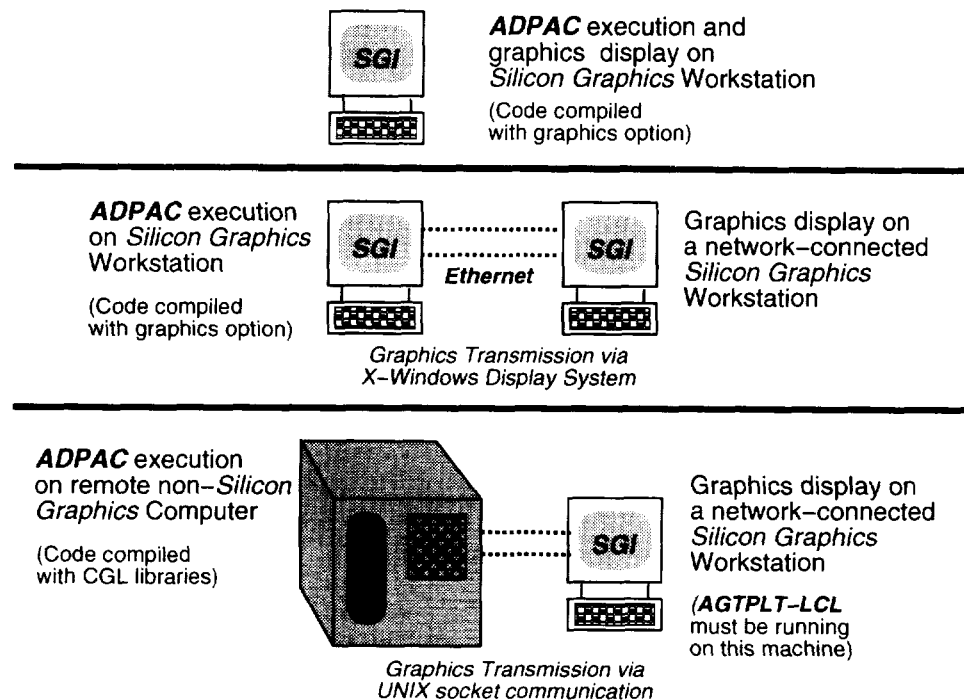 SGI
ADPAC execution and
graphics display on
Silicon Graphics Workstation
(Code compiled
with graphics option)
ADPAC execution
on Silicon Graphics
Workstation
(Code compiled
with graphics option)
SGI
Ethernet
SGI
Graphics display on
a network–connected
Silicon Graphics
Workstation
Graphics Transmission via
X–Windows Display System
ADPAC execution
on remote non–Silicon
Graphics Computer
(Code compiled
with CGL libraries)
SGI
Graphics display on
a network–connected
Silicon Graphics
Workstation
(AGTPLT–LCL
must be running
on this machine)
Graphics Transmission via
UNIX socket communication